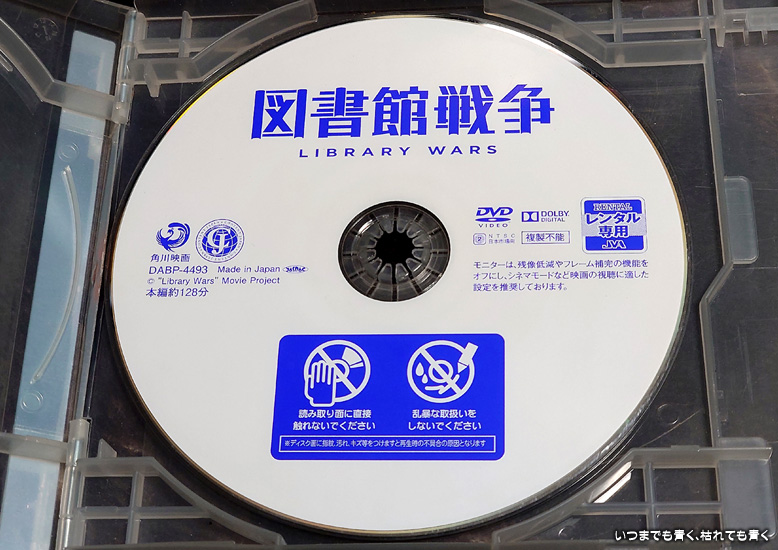 図書館戦争
LIBRARY WARS
角川映画
DABP-4493 Made in Japan
© "Library Wars" Movie Project
本編約128分
DVD
VIDEO
DOLBY
DIGITAL
2
NTSC
日本市場向
複製不能
RENTAL
レンタル
専用
JVA
モニターは、残像低減やフレーム補完の機能を
オフにし、シネマモードなど映画の視聴に適した
設定を推奨しております。
読み取り面に直接
触れないでください
乱暴な取扱いを
しないでください
※ディスク面に指紋、汚れ、キズ等をつけますと再生時の不具合の原因となります
いつまでも青く、枯れても青く